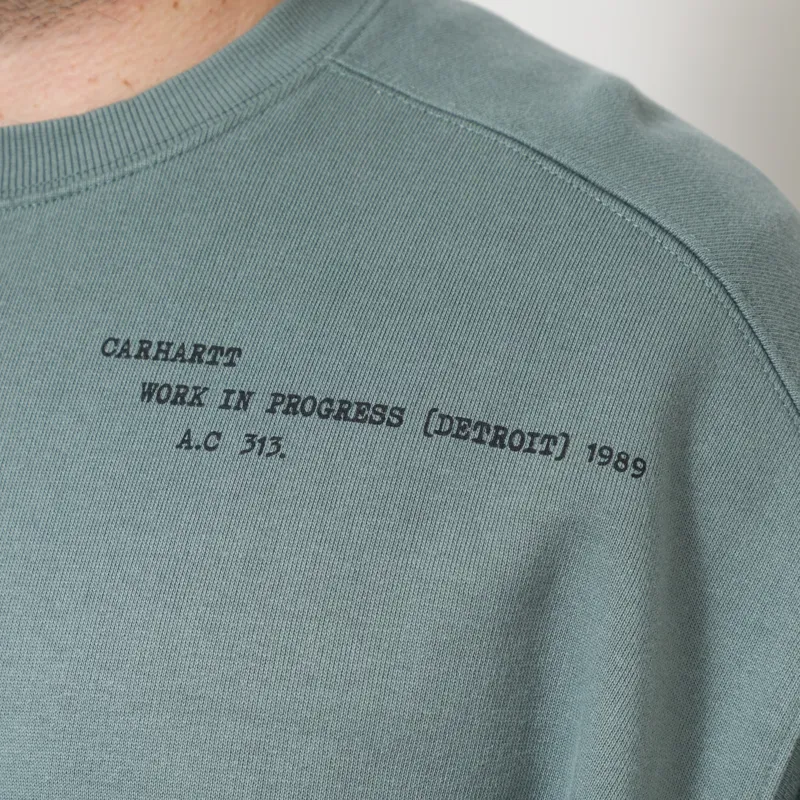 CARHARTT
WORK IN PROGRESS (DETROIT) 1989
A.C 313.